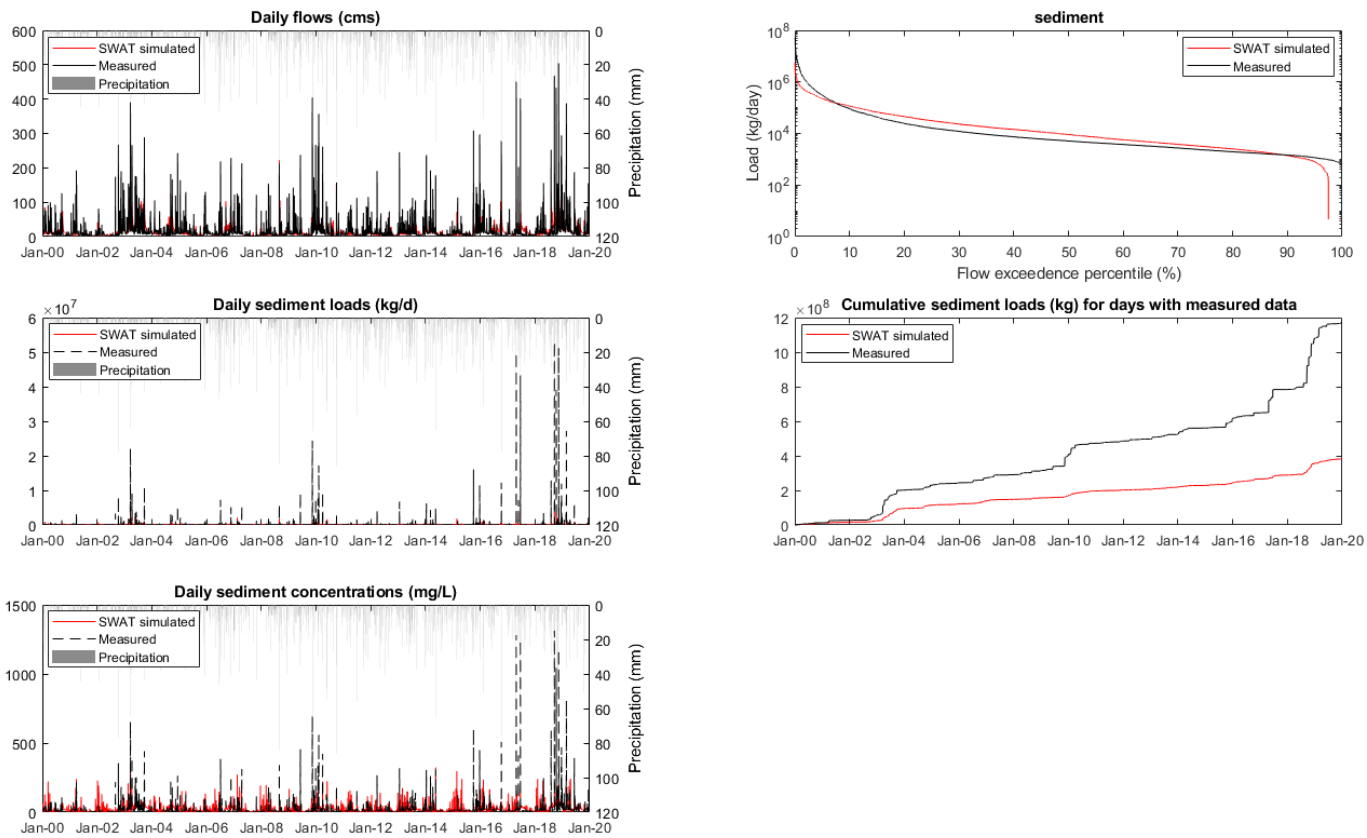 Daily flows (cms)
600
500
400
300
200
100
0
SWAT simulated
Measured
Precipitation
0
20
40
60
80
100
120
Precipitation (mm)
Jan-00 Jan-02 Jan-04 Jan-06 Jan-08 Jan-10 Jan-12 Jan-14 Jan-16 Jan-18 Jan-20
sediment
10^8
10^6
10^4
10^2
10^0
Load (kg/day)
SWAT simulated
Measured
0 10 20 30 40 50 60 70 80 90 100
Flow exceedence percentile (%)
Daily sediment loads (kg/d)
×10^7
6
5
4
3
2
1
0
SWAT simulated
Measured
Precipitation
0
20
40
60
80
100
120
Precipitation (mm)
Jan-00 Jan-02 Jan-04 Jan-06 Jan-08 Jan-10 Jan-12 Jan-14 Jan-16 Jan-18 Jan-20
Cumulative sediment loads (kg) for days with measured data
×10^8
12
10
8
6
4
2
0
SWAT simulated
Measured
Jan-00 Jan-02 Jan-04 Jan-06 Jan-08 Jan-10 Jan-12 Jan-14 Jan-16 Jan-18 Jan-20
Daily sediment concentrations (mg/L)
1500
1000
500
0
SWAT simulated
Measured
Precipitation
0
20
40
60
80
100
120
Precipitation (mm)
Jan-00 Jan-02 Jan-04 Jan-06 Jan-08 Jan-10 Jan-12 Jan-14 Jan-16 Jan-18 Jan-20